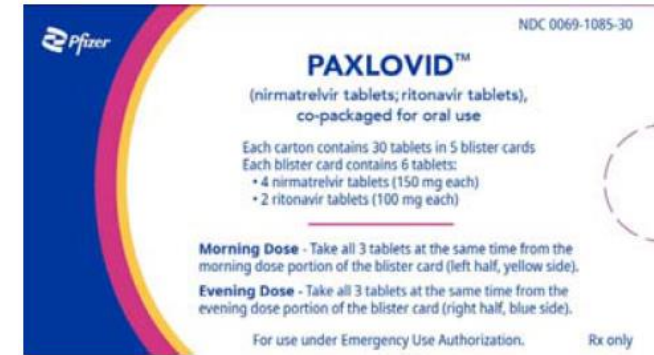 NDC 0069-1085-30
Pfizer
PAXLOVID™
(nirmatrelvir tablets; ritonavir tablets),
co-packaged for oral use
Each carton contains 30 tablets in 5 blister cards
Each blister card contains 6 tablets:
• 4 nirmatrelvir tablets (150 mg each)
• 2 ritonavir tablets (100 mg each)
Morning Dose - Take all 3 tablets at the same time from the
morning dose portion of the blister card (left half, yellow side).
Evening Dose - Take all 3 tablets at the same time from the
evening dose portion of the blister card (right half, blue side).
For use under Emergency Use Authorization. Rx only